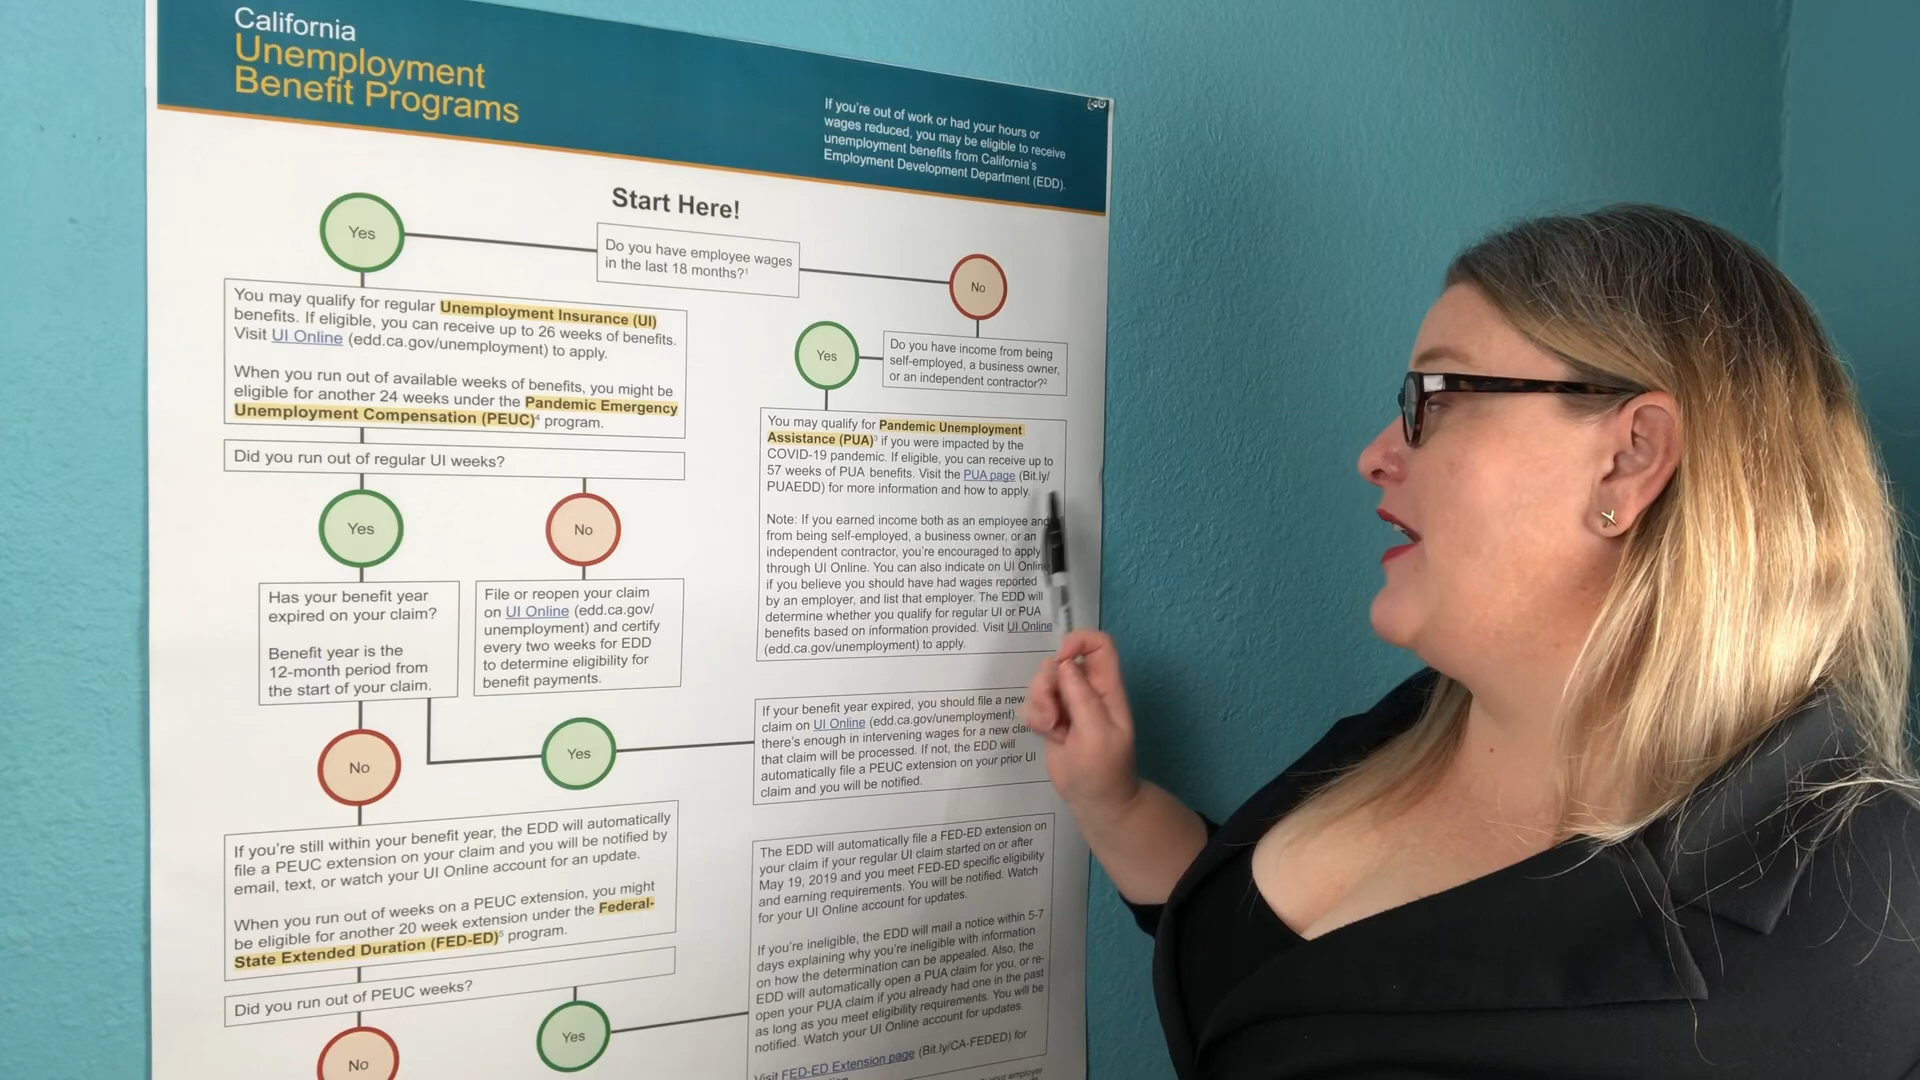 California
Unemployment
Benefit Programs
If you're out of work or had your hours or
wages reduced, you may be eligible to receive
unemployment benefits from California's
Employment Development Department (EDD).
Start Here!
Do you have employee wages
in the last 18 months?¹
Yes
No
You may qualify for regular Unemployment Insurance (UI)
benefits. If eligible, you can receive up to 26 weeks of benefits.
Visit UI Online (edd.ca.gov/unemployment) to apply.
When you run out of available weeks of benefits, you might be
eligible for another 24 weeks under the Pandemic Emergency
Unemployment Compensation (PEUC)⁴ program.
Do you have income from being
self-employed, a business owner,
or an independent contractor?²
Yes
You may qualify for Pandemic Unemployment
Assistance (PUA)³ if you were impacted by the
COVID-19 pandemic. If eligible, you can receive up to
57 weeks of PUA benefits. Visit the PUA page (Bit.ly/
PUAEDD) for more information and how to apply.
Note: If you earned income both as an employee and
from being self-employed, a business owner, or an
independent contractor, you're encouraged to apply
through UI Online. You can also indicate on UI Online
if you believe you should have had wages reported
by an employer, and list that employer. The EDD will
determine whether you qualify for regular UI or PUA
benefits based on information provided. Visit UI Online
(edd.ca.gov/unemployment) to apply.
Did you run out of regular UI weeks?
Yes
No
Has your benefit year
expired on your claim?
Benefit year is the
12-month period from
the start of your claim.
File or reopen your claim
on UI Online (edd.ca.gov/
unemployment) and certify
every two weeks for EDD
to determine eligibility for
benefit payments.
No
Yes
If your benefit year expired, you should file a new
claim on UI Online (edd.ca.gov/unemployment).
there's enough in intervening wages for a new
that claim will be processed. If not, the EDD will
automatically file a PEUC extension on your prior UI
claim and you will be notified.
If you're still within your benefit year, the EDD will automatically
file a PEUC extension on your claim and you will be notified by
email, text, or watch your UI Online account for an update.
When you run out of weeks on a PEUC extension, you might
be eligible for another 20 week extension under the Federal-
State Extended Duration (FED-ED)⁵ program.
Did you run out of PEUC weeks?
No
Yes
The EDD will automatically file a FED-ED extension on
your claim if your regular UI claim started on or after
May 19, 2019 and you meet FED-ED specific eligibility
and earning requirements. You will be notified. Watch
for your UI Online account for updates.
If you're ineligible, the EDD will mail a notice within 5-7
days explaining why you're ineligible with information
on how the determination can be appealed. Also, the
EDD will automatically open a PUA claim for you, or re-
open your PUA claim if you already had one in the past
as long as you meet eligibility requirements. You will be
notified. Watch your UI Online account for updates.
Visit FED-ED Extension page (Bit.ly/CA-FEDED) for